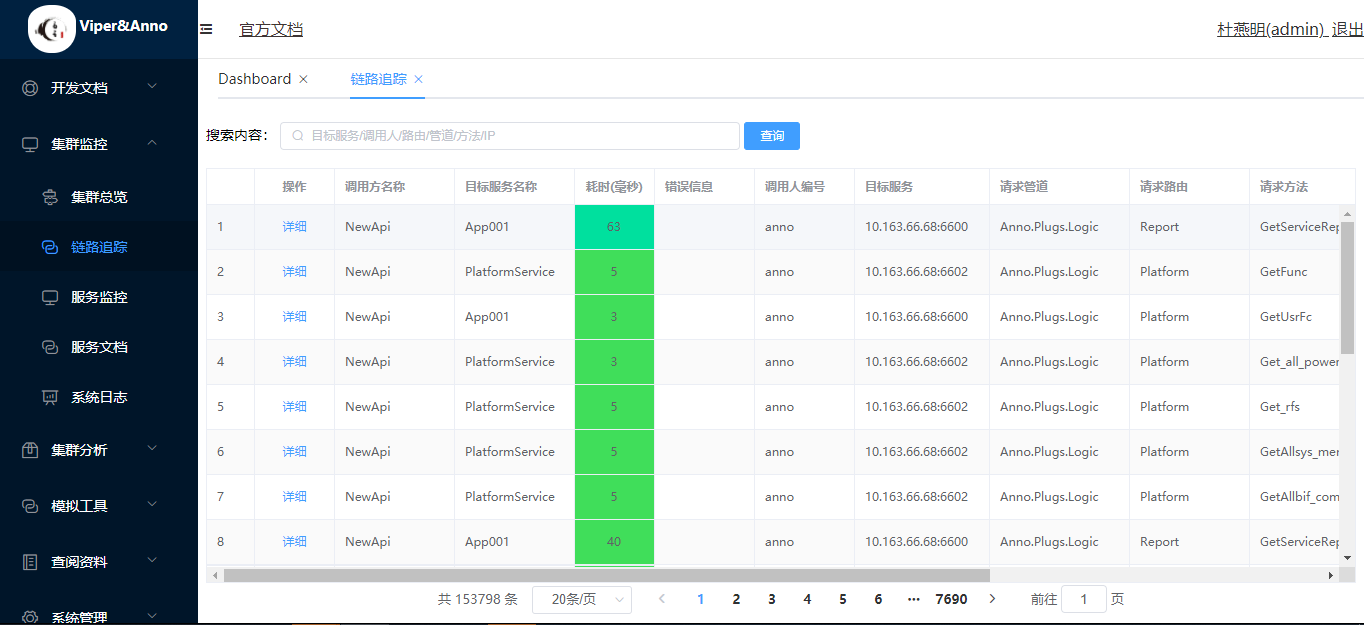 Viper&Anno
官方文档
杜燕明(admin) 退出
开发文档
集群监控
集群总览
链路追踪
服务监控
服务文档
系统日志
集群分析
模拟工具
查阅资料
系统管理
Dashboard × 链路追踪 ×
搜索内容: 目标服务/调用人/路由/管道/方法/IP 查询
操作 调用方名称 目标服务名称 耗时(毫秒) 错误信息 调用人编号 目标服务 请求管道 请求路由 请求方法
1 详细 NewApi App001 63 anno 10.163.66.68:6600 Anno.Plugs.Logic Report GetServiceRep
2 详细 NewApi PlatformService 5 anno 10.163.66.68:6602 Anno.Plugs.Logic Platform GetFunc
3 详细 NewApi App001 3 anno 10.163.66.68:6600 Anno.Plugs.Logic Platform GetUsrFc
4 详细 NewApi PlatformService 3 anno 10.163.66.68:6602 Anno.Plugs.Logic Platform Get_all_power
5 详细 NewApi PlatformService 5 anno 10.163.66.68:6602 Anno.Plugs.Logic Platform Get_rfs
6 详细 NewApi PlatformService 5 anno 10.163.66.68:6602 Anno.Plugs.Logic Platform GetAllsys_mer
7 详细 NewApi PlatformService 5 anno 10.163.66.68:6602 Anno.Plugs.Logic Platform GetAllbif_com
8 详细 NewApi App001 40 anno 10.163.66.68:6600 Anno.Plugs.Logic Report GetServiceRep
共 153798 条 20条/页 1 2 3 4 5 6 ··· 7690 前往 1 页